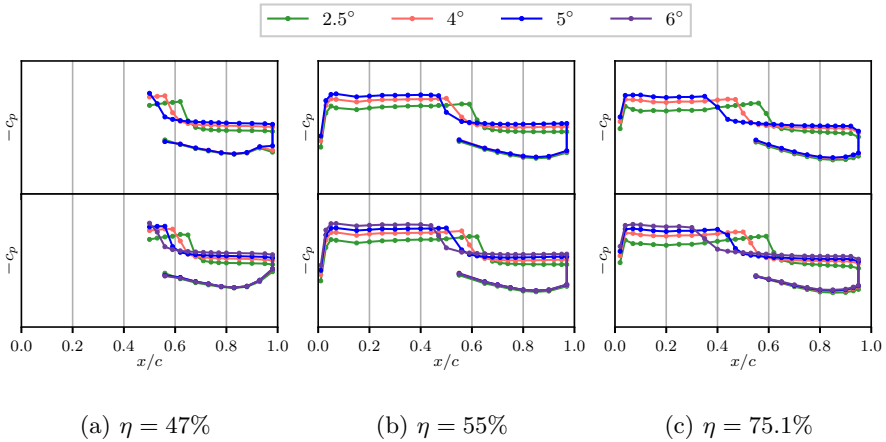 2.5° 4° 5° 6°
−c_p
−c_p
0.0 0.2 0.4 0.6 0.8 1.0
x/c
0.0 0.2 0.4 0.6 0.8 1.0
x/c
0.0 0.2 0.4 0.6 0.8 1.0
x/c
−c_p
−c_p
−c_p
−c_p
(a) η = 47%
(b) η = 55%
(c) η = 75.1%